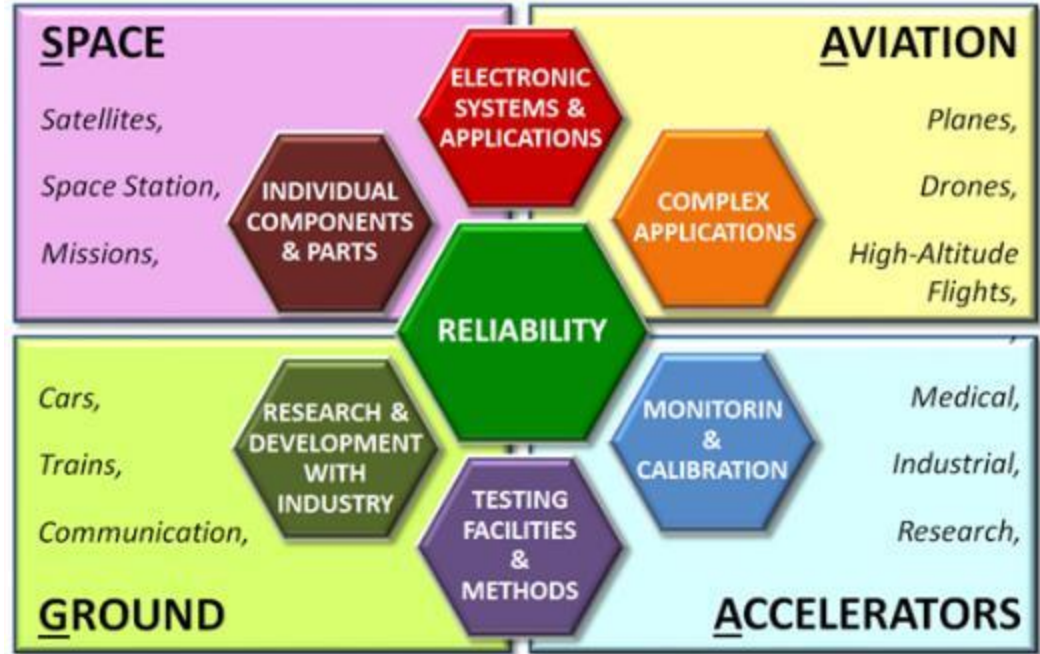 SPACE
Satellites,
Space Station,
Missions,
AVIATION
Planes,
Drones,
High-Altitude
Flights,
ELECTRONIC
SYSTEMS &
APPLICATIONS
INDIVIDUAL
COMPONENTS
& PARTS
COMPLEX
APPLICATIONS
RELIABILITY
RESEARCH &
DEVELOPMENT
WITH
INDUSTRY
MONITORIN
&
CALIBRATION
TESTING
FACILITIES
&
METHODS
Cars,
Trains,
Communication,
GROUND
,
Medical,
Industrial,
Research,
ACCELERATORS